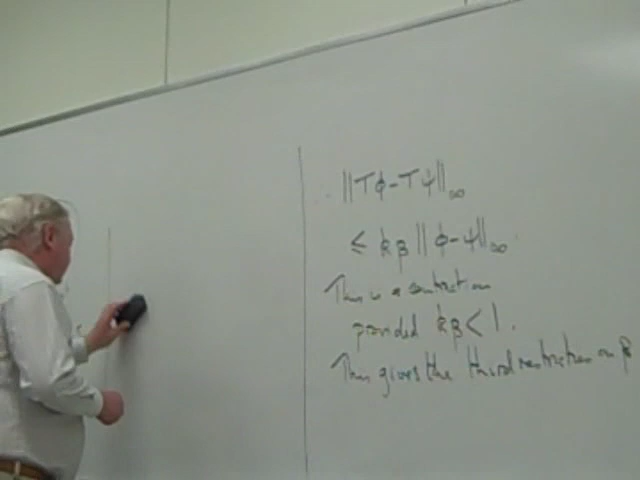 ||Tϕ-Tψ||∞
≤ kβ ||ϕ-ψ||∞
This is a contraction
provided kβ < 1.
This gives the third restriction on β